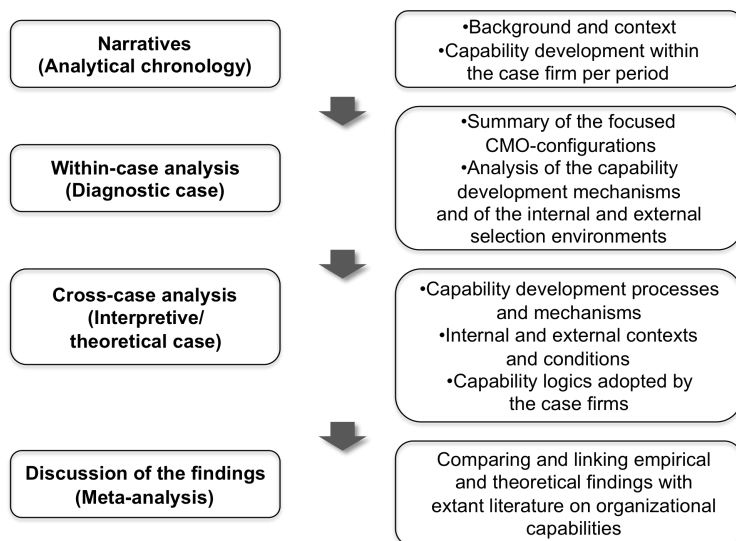 Narratives
(Analytical chronology)
•Background and context
•Capability development within
the case firm per period
Within-case analysis
(Diagnostic case)
•Summary of the focused
CMO-configurations
•Analysis of the capability
development mechanisms
and of the internal and external
selection environments
Cross-case analysis
(Interpretive/
theoretical case)
•Capability development processes
and mechanisms
•Internal and external contexts
and conditions
•Capability logics adopted by
the case firms
Discussion of the findings
(Meta-analysis)
Comparing and linking empirical
and theoretical findings with
extant literature on organizational
capabilities